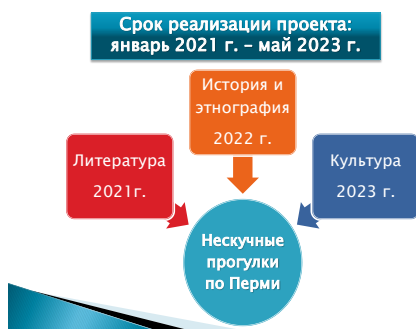 Срок реализации проекта:
январь 2021 г. – май 2023 г.
История и
этнография
2022 г.
Литература
2021г.
Культура
2023 г.
Нескучные
прогулки
по Перми